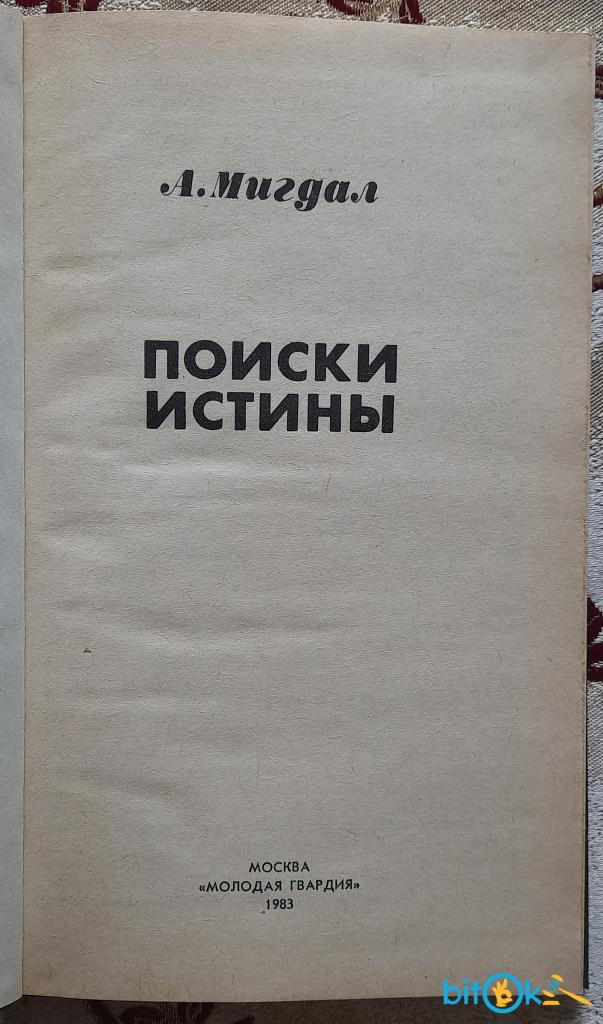 А. Мигдал
ПОИСКИ
ИСТИНЫ
МОСКВА
«МОЛОДАЯ ГВАРДИЯ»
1983
bitok